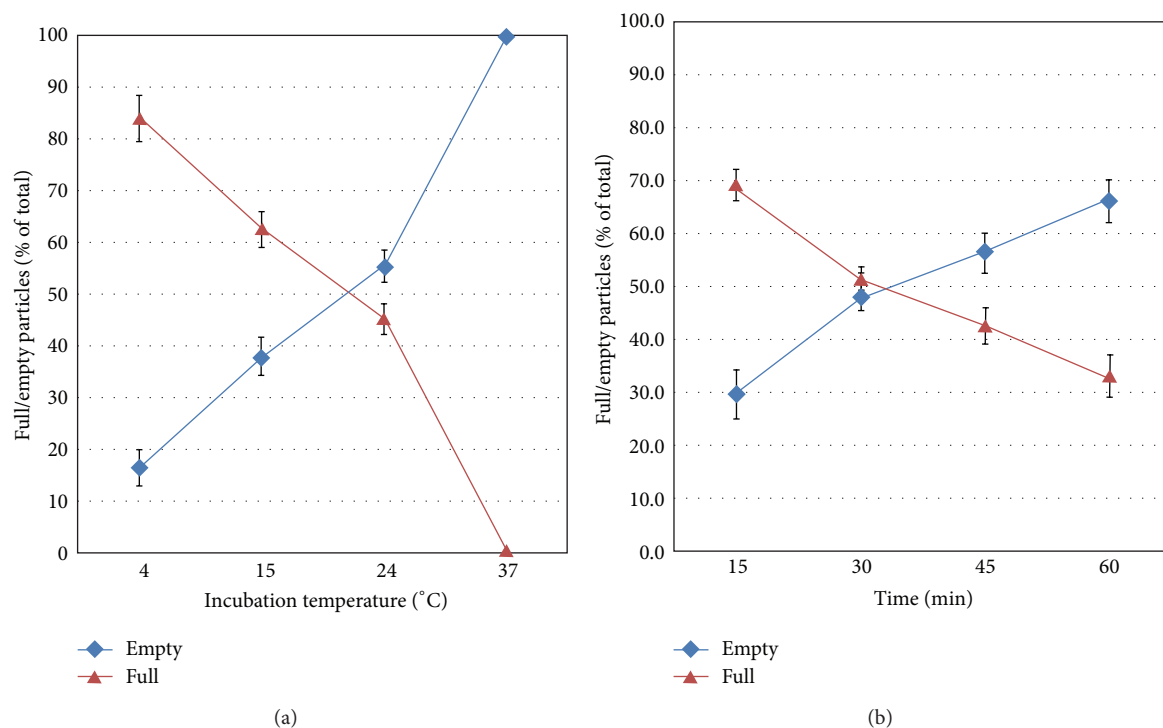 100
90
80
70
60
50
40
30
20
10
0
Full/empty particles (% of total)
4 15 24 37
Incubation temperature (˚C)
Empty
Full
(a)
100.0
90.0
80.0
70.0
60.0
50.0
40.0
30.0
20.0
10.0
0.0
Full/empty particles (% of total)
15 30 45 60
Time (min)
Empty
Full
(b)